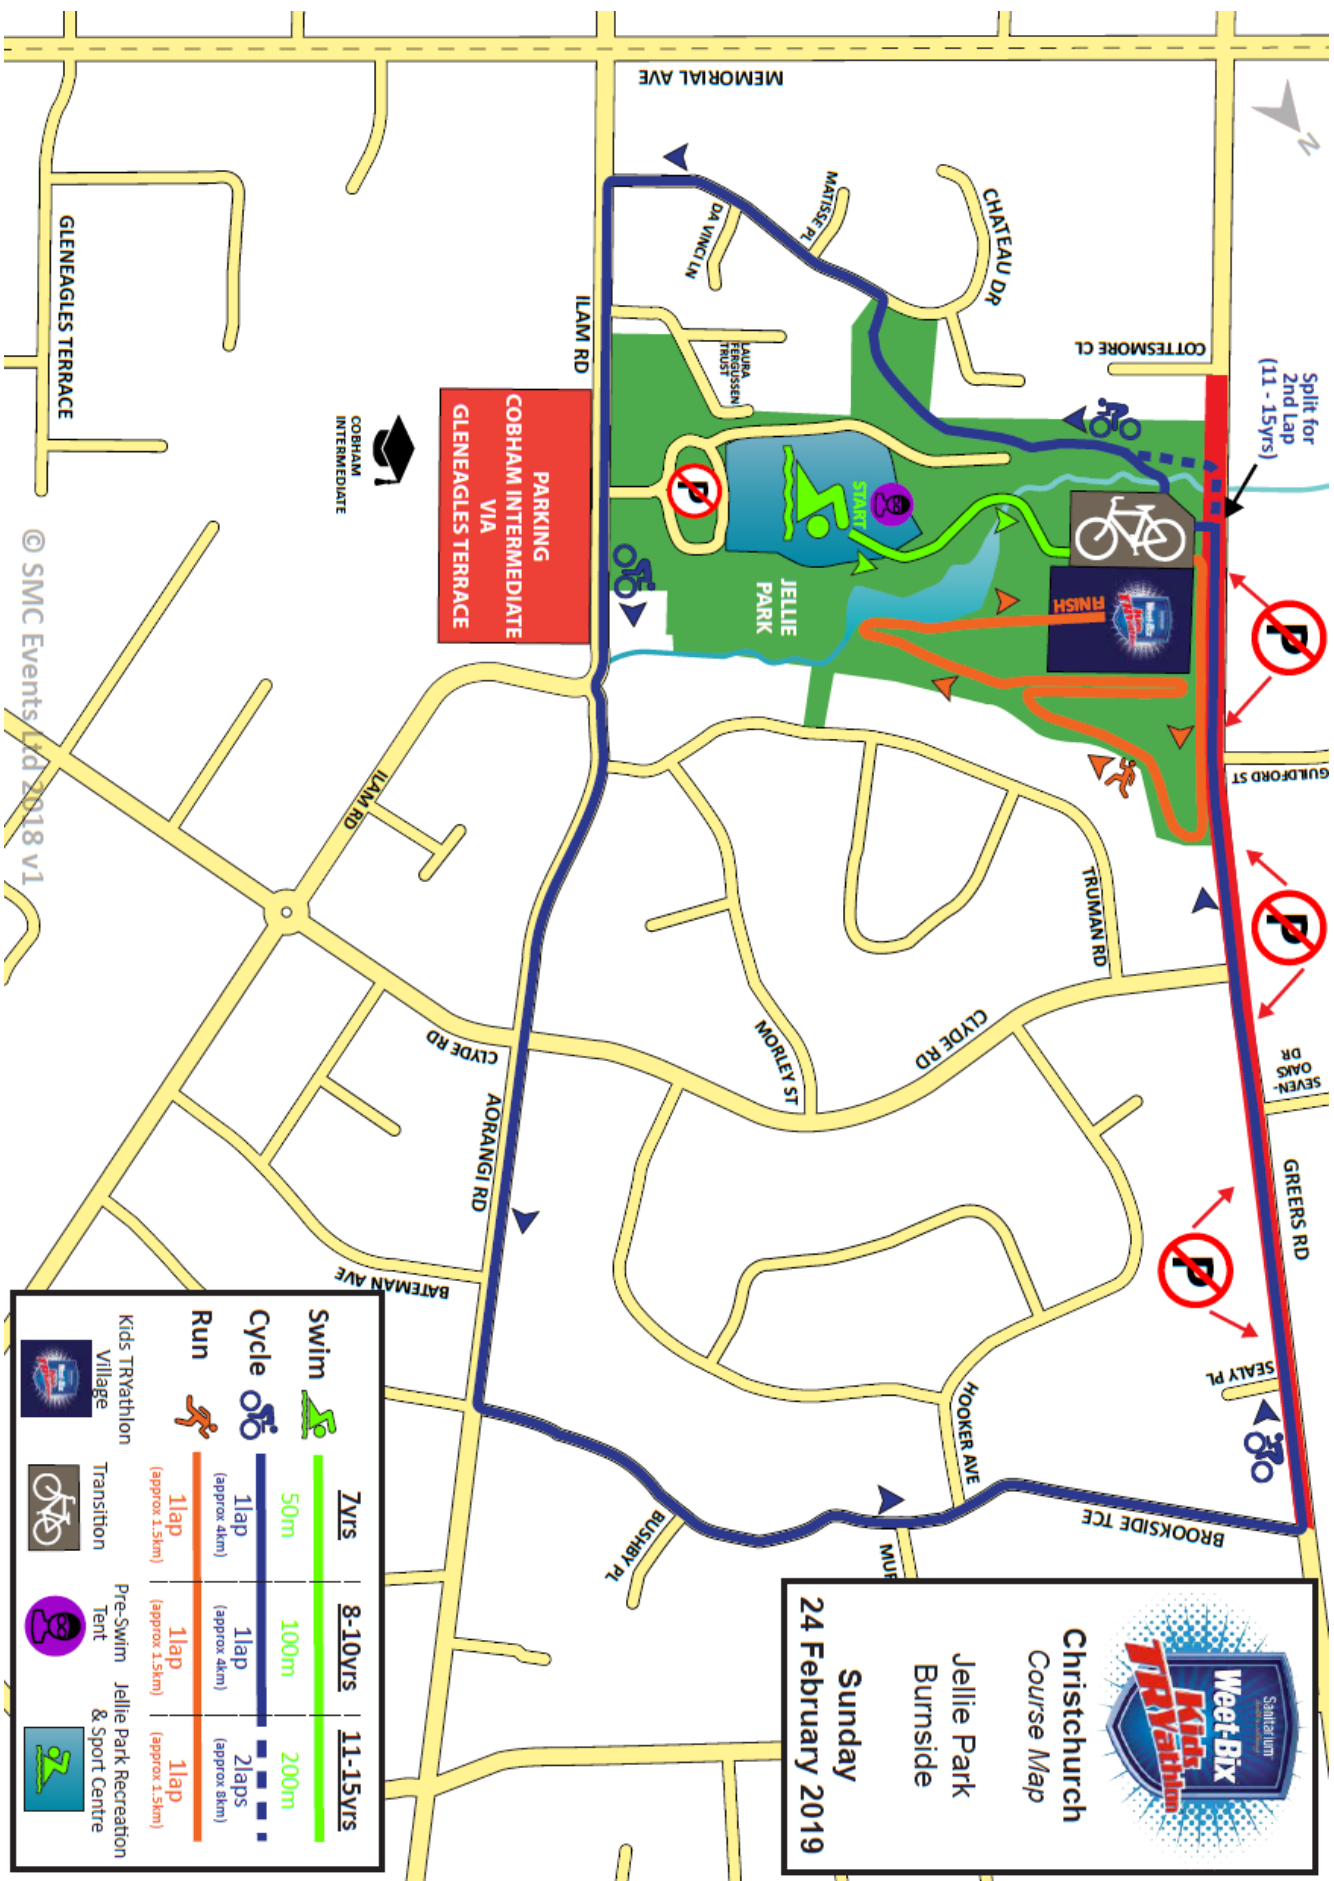 MEMORIAL AVE
N
CHATEAU DR
MATISSE PL
DA VINCI LN
COTTESMORE CL
Split for
2nd Lap
(11 - 15yrs)
GLENEAGLES TERRACE
ILAM RD
LAURA
FERGUSSEN
TRUST
COBHAM
INTERMEDIATE
PARKING
COBHAM INTERMEDIATE
VIA
GLENEAGLES TERRACE
P
START
JELLIE
PARK
FINISH
Weet-Bix
Kids
TRYathlon
P
GUILDFORD ST
ILAM RD
TRUMAN RD
P
CLYDE RD
CLYDE RD
MORLEY ST
SEVEN-
OAKS
DR
AORANGI RD
GREERS RD
P
BATEMAN AVE
SEALY PL
HOOKER AVE
BROOKSIDE TCE
BUSHBY PL
MUR
© SMC Events Ltd 2018 v1
Sanitarium
Weet-Bix
Kids
TRYathlon
Christchurch
Course Map
Jellie Park
Burnside
Sunday
24 February 2019
7yrs 8-10yrs 11-15yrs
Swim 50m 100m 200m
Cycle 1lap 1lap 2laps
(approx 4km) (approx 4km) (approx 8km)
Run 1lap 1lap 1lap
(approx 1.5km) (approx 1.5km) (approx 1.5km)
Kids TRYathlon
Village
Transition
Pre-Swim
Tent
Jellie Park Recreation
& Sport Centre